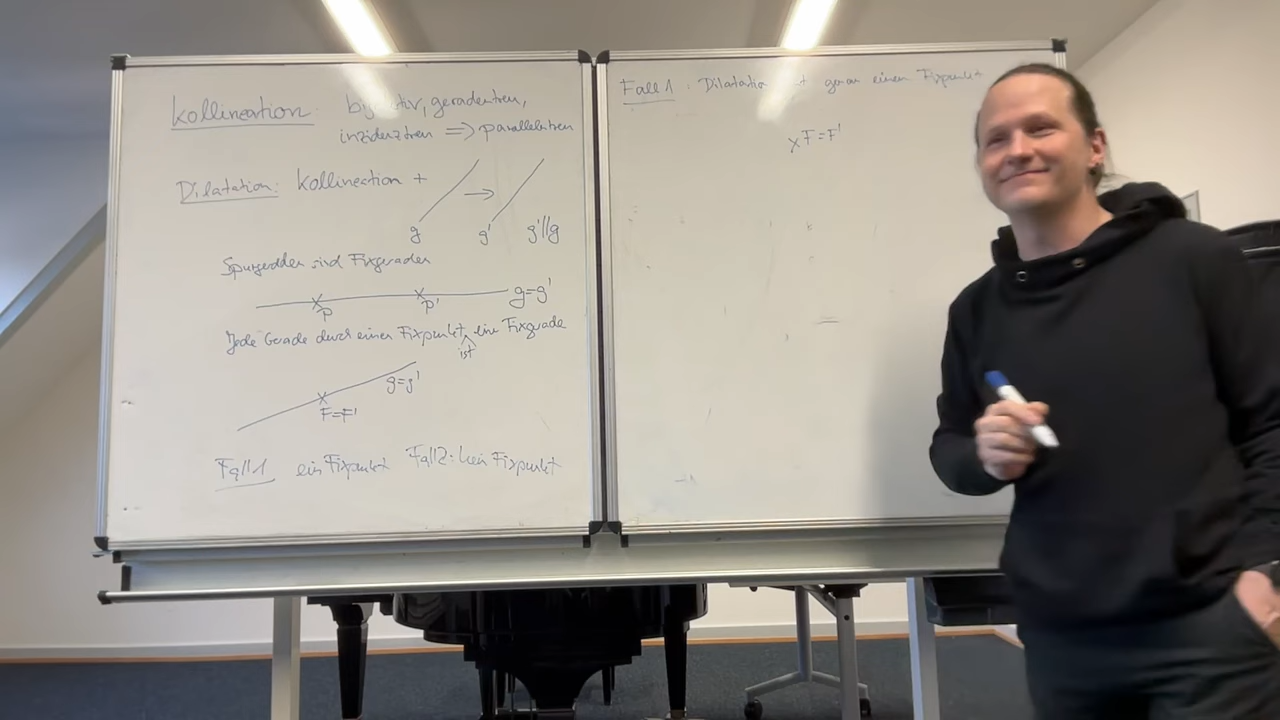 Kollineation: bijektiv, geradentreu,
inzidenztreu => parallelentreu
Dilatation: Kollineation +
g → g' g'//g
Spurgeraden sind Fixgeraden
P P' g=g'
Jede Gerade durch einen Fixpunkt ist eine Fixgerade
g=g'
F=F'
Fall 1 ein Fixpunkt Fall 2: kein Fixpunkt
Fall 1: Dilatation + genau einen Fixpunkt
x F=F'